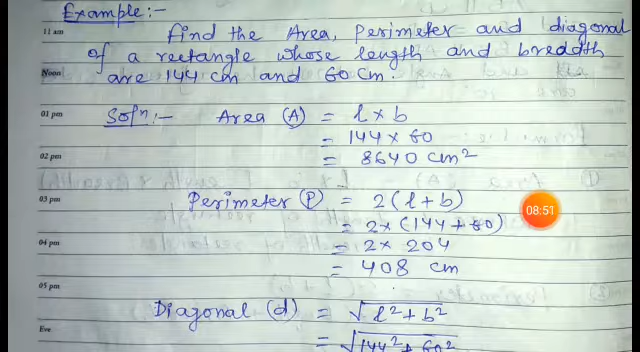 Example:-
11 am
find the Area, Perimeter and diagonal
of a rectangle whose length and breadth
Noon
are 144 cm and 60 cm.
01 pm
Soln:- Area (A) = l × b
= 144 × 60
02 pm
= 8640 cm²
03 pm
Perimeter (P) = 2(l + b)
08:51
= 2 × (144 + 60)
04 pm
= 2 × 204
= 408 cm
05 pm
Diagonal (d) = √l² + b²
Eve
= √144² + 60²